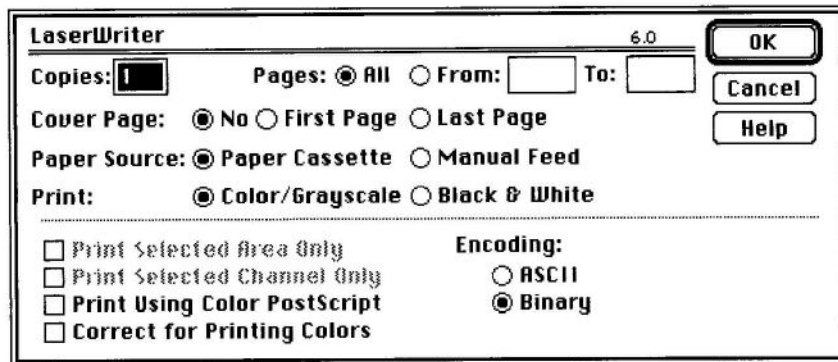 LaserWriter 6.0 OK
Copies: 1 Pages: All From: To:
Cancel
Cover Page: No First Page Last Page
Help
Paper Source: Paper Cassette Manual Feed
Print: Color/Grayscale Black & White
Print Selected Area Only
Print Selected Channel Only
Print Using Color PostScript
Correct for Printing Colors
Encoding:
ASCII
Binary